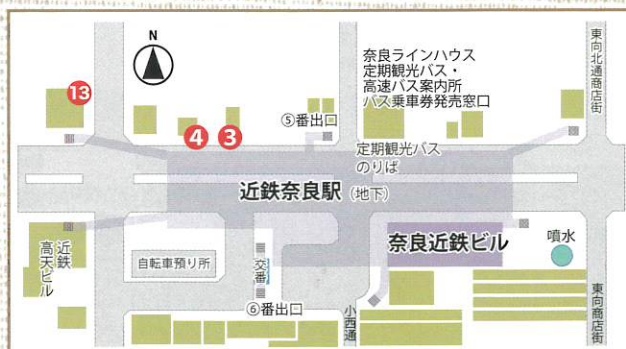 N
13
4
3
⑤番出口
奈良ラインハウス
定期観光バス・
高速バス案内所
バス乗車券発売窓口
東向北通商店街
定期観光バス
のりば
近鉄奈良駅（地下）
奈良近鉄ビル
噴水
近鉄
高天ビル
自転車預り所
交番
⑥番出口
小西通
東向商店街